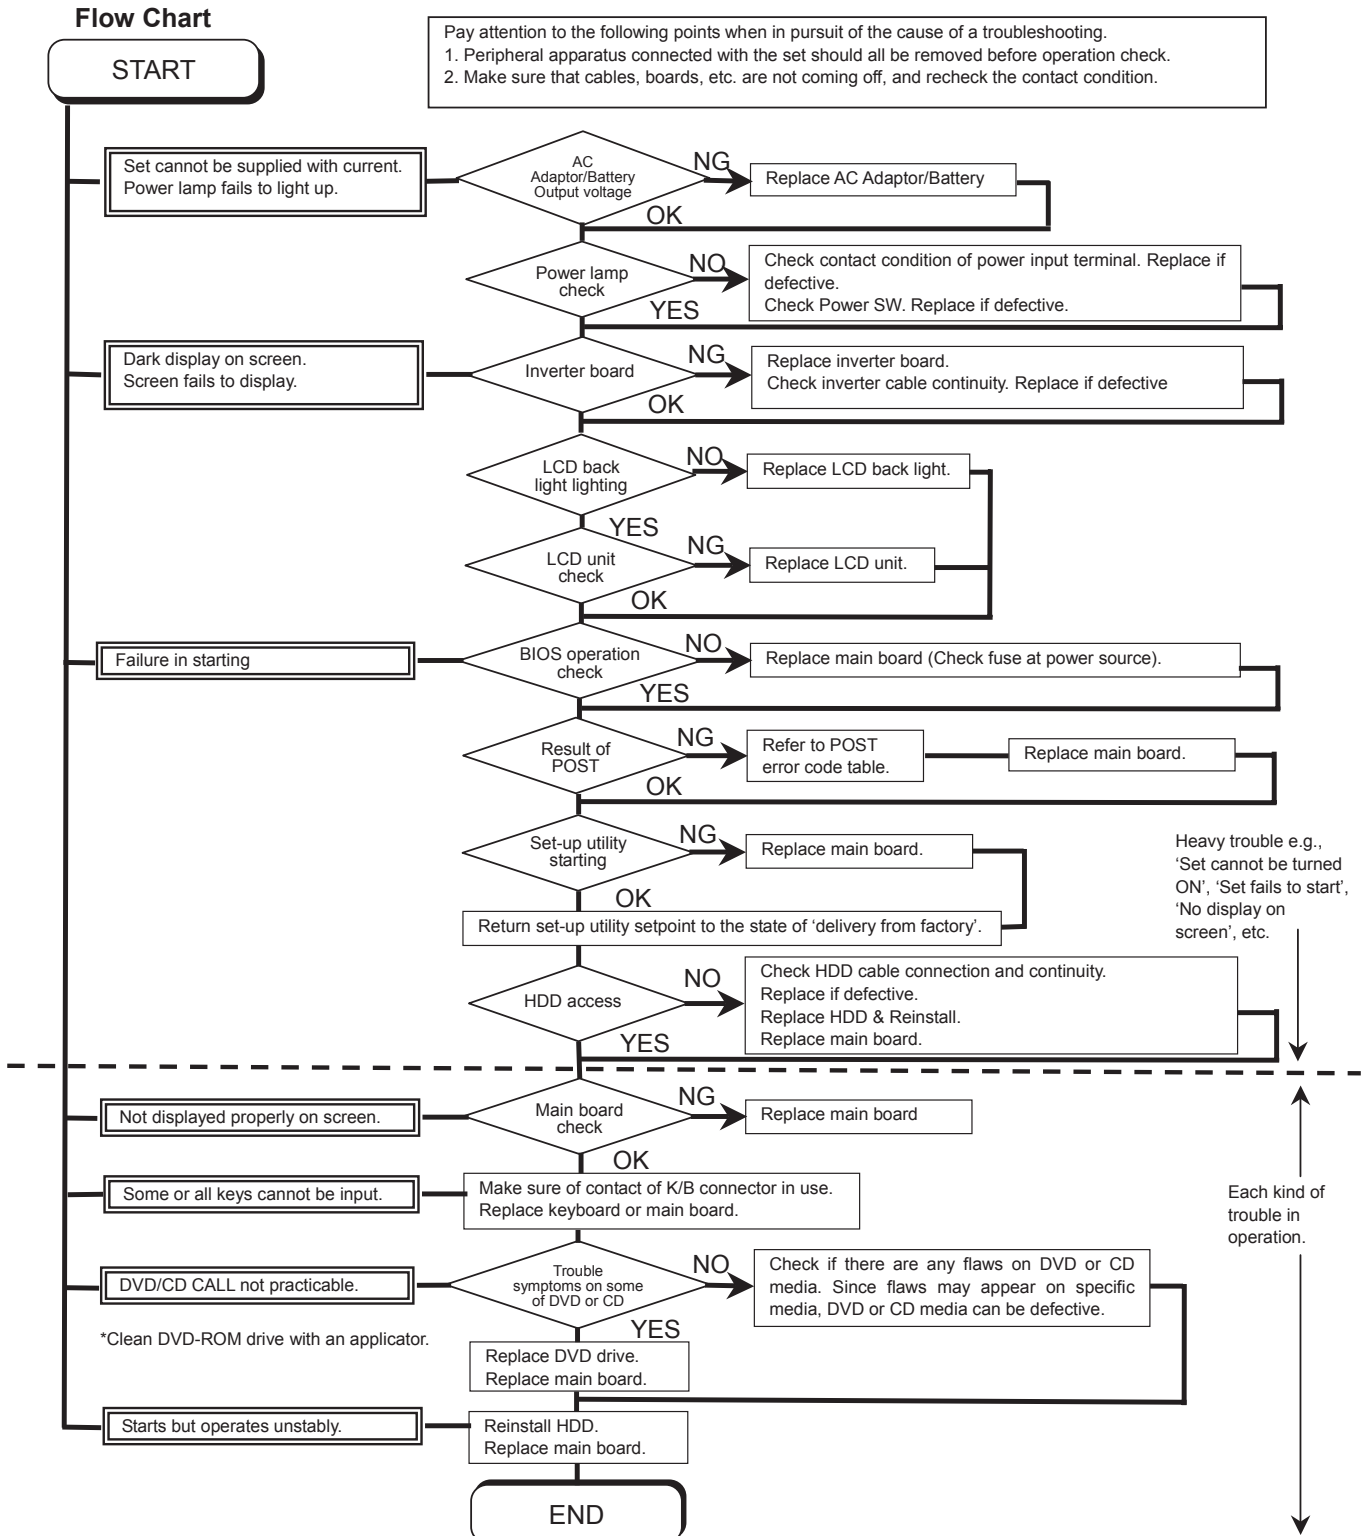 Flow Chart
START
Pay attention to the following points when in pursuit of the cause of a troubleshooting.
1. Peripheral apparatus connected with the set should all be removed before operation check.
2. Make sure that cables, boards, etc. are not coming off, and recheck the contact condition.
Set cannot be supplied with current.
Power lamp fails to light up.
AC
Adaptor/Battery
Output voltage
NG
Replace AC Adaptor/Battery
OK
Power lamp
check
NO
Check contact condition of power input terminal. Replace if
defective.
Check Power SW. Replace if defective.
YES
Dark display on screen.
Screen fails to display.
Inverter board
NG
Replace inverter board.
Check inverter cable continuity. Replace if defective
OK
LCD back
light lighting
NO
Replace LCD back light.
YES
LCD unit
check
NG
Replace LCD unit.
OK
Failure in starting
BIOS operation
check
NO
Replace main board (Check fuse at power source).
YES
Result of
POST
NG
Refer to POST
error code table.
Replace main board.
OK
Set-up utility
starting
NG
Replace main board.
OK
Return set-up utility setpoint to the state of ‘delivery from factory’.
Heavy trouble e.g.,
‘Set cannot be turned
ON’, ‘Set fails to start’,
‘No display on
screen’, etc.
HDD access
NO
Check HDD cable connection and continuity.
Replace if defective.
Replace HDD & Reinstall.
Replace main board.
YES
Not displayed properly on screen.
Main board
check
NG
Replace main board
OK
Some or all keys cannot be input.
Make sure of contact of K/B connector in use.
Replace keyboard or main board.
Each kind of
trouble in
operation.
DVD/CD CALL not practicable.
Trouble
symptoms on some
of DVD or CD
NO
Check if there are any flaws on DVD or CD
media. Since flaws may appear on specific
media, DVD or CD media can be defective.
*Clean DVD-ROM drive with an applicator.
YES
Replace DVD drive.
Replace main board.
Starts but operates unstably.
Reinstall HDD.
Replace main board.
END